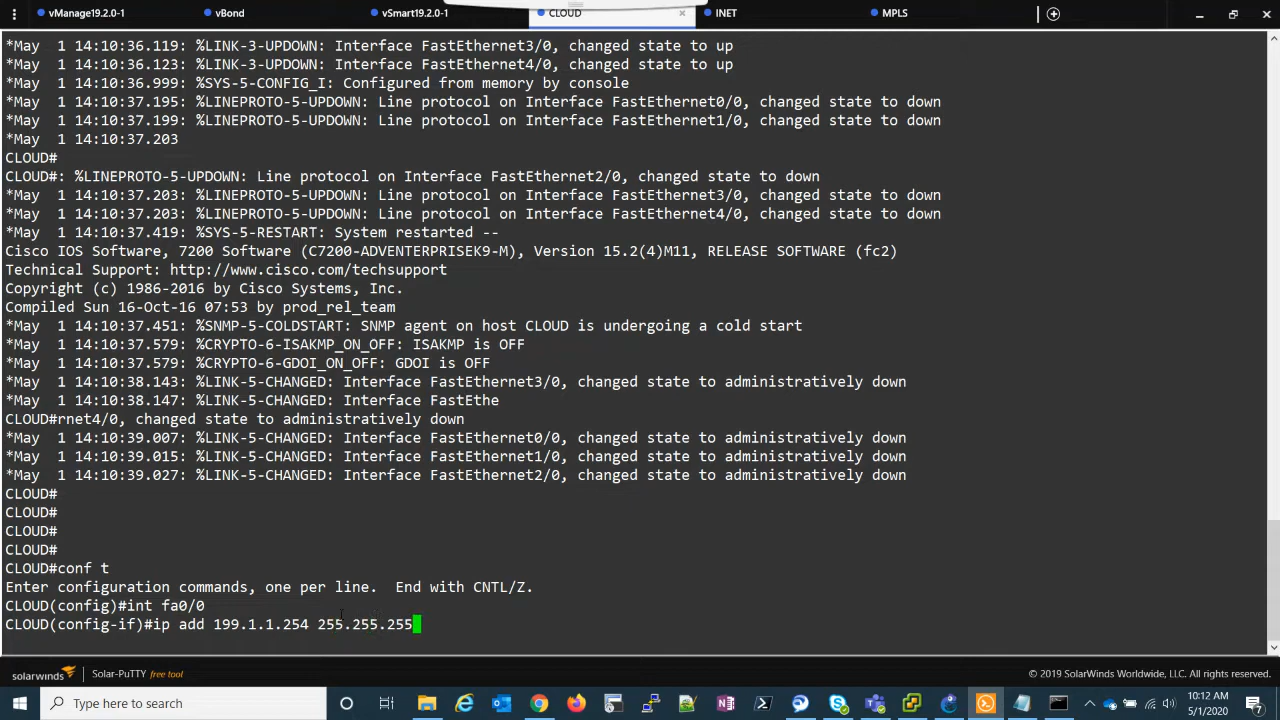 vManage19.2.0-1 vBond vSmart19.2.0-1 CLOUD × INET MPLS
*May  1 14:10:36.119: %LINK-3-UPDOWN: Interface FastEthernet3/0, changed state to up
*May  1 14:10:36.123: %LINK-3-UPDOWN: Interface FastEthernet4/0, changed state to up
*May  1 14:10:36.999: %SYS-5-CONFIG_I: Configured from memory by console
*May  1 14:10:37.195: %LINEPROTO-5-UPDOWN: Line protocol on Interface FastEthernet0/0, changed state to down
*May  1 14:10:37.199: %LINEPROTO-5-UPDOWN: Line protocol on Interface FastEthernet1/0, changed state to down
*May  1 14:10:37.203
CLOUD#
CLOUD#: %LINEPROTO-5-UPDOWN: Line protocol on Interface FastEthernet2/0, changed state to down
*May  1 14:10:37.203: %LINEPROTO-5-UPDOWN: Line protocol on Interface FastEthernet3/0, changed state to down
*May  1 14:10:37.203: %LINEPROTO-5-UPDOWN: Line protocol on Interface FastEthernet4/0, changed state to down
*May  1 14:10:37.419: %SYS-5-RESTART: System restarted --
Cisco IOS Software, 7200 Software (C7200-ADVENTERPRISEK9-M), Version 15.2(4)M11, RELEASE SOFTWARE (fc2)
Technical Support: http://www.cisco.com/techsupport
Copyright (c) 1986-2016 by Cisco Systems, Inc.
Compiled Sun 16-Oct-16 07:53 by prod_rel_team
*May  1 14:10:37.451: %SNMP-5-COLDSTART: SNMP agent on host CLOUD is undergoing a cold start
*May  1 14:10:37.579: %CRYPTO-6-ISAKMP_ON_OFF: ISAKMP is OFF
*May  1 14:10:37.579: %CRYPTO-6-GDOI_ON_OFF: GDOI is OFF
*May  1 14:10:38.143: %LINK-5-CHANGED: Interface FastEthernet3/0, changed state to administratively down
*May  1 14:10:38.147: %LINK-5-CHANGED: Interface FastEthe
CLOUD#rnet4/0, changed state to administratively down
*May  1 14:10:39.007: %LINK-5-CHANGED: Interface FastEthernet0/0, changed state to administratively down
*May  1 14:10:39.015: %LINK-5-CHANGED: Interface FastEthernet1/0, changed state to administratively down
*May  1 14:10:39.027: %LINK-5-CHANGED: Interface FastEthernet2/0, changed state to administratively down
CLOUD#
CLOUD#
CLOUD#
CLOUD#
CLOUD#conf t
Enter configuration commands, one per line.  End with CNTL/Z.
CLOUD(config)#int fa0/0
CLOUD(config-if)#ip add 199.1.1.254 255.255.255
solarwinds Solar-PuTTY free tool © 2019 SolarWinds Worldwide, LLC. All rights reserved.
Type here to search
10:12 AM
5/1/2020